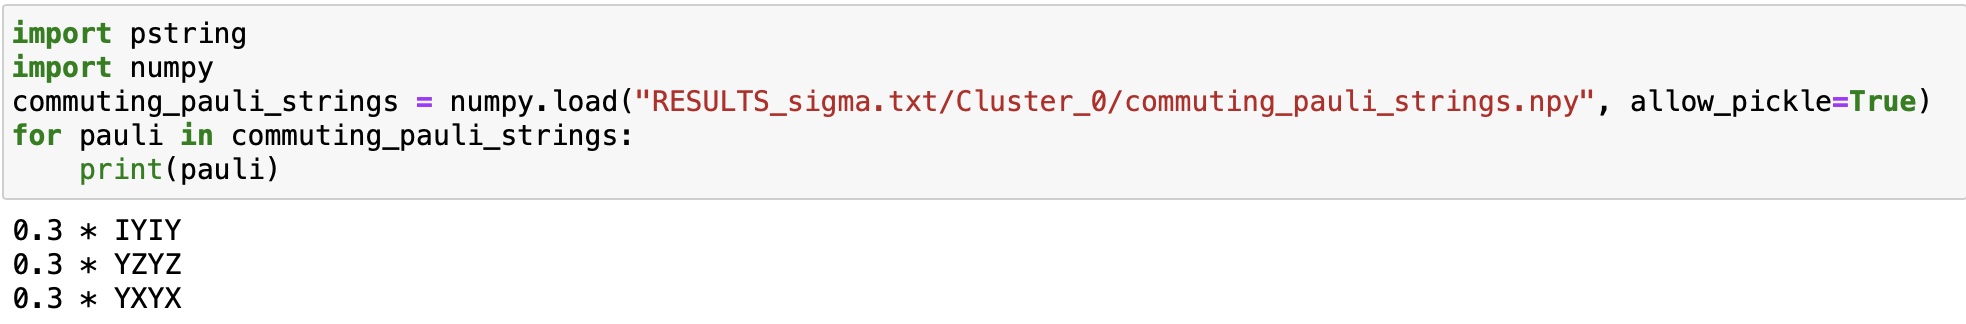 import pstring
import numpy
commuting_pauli_strings = numpy.load("RESULTS_sigma.txt/Cluster_0/commuting_pauli_strings.npy", allow_pickle=True)
for pauli in commuting_pauli_strings:
    print(pauli)
0.3 * IYIY
0.3 * YZYZ
0.3 * YXYX